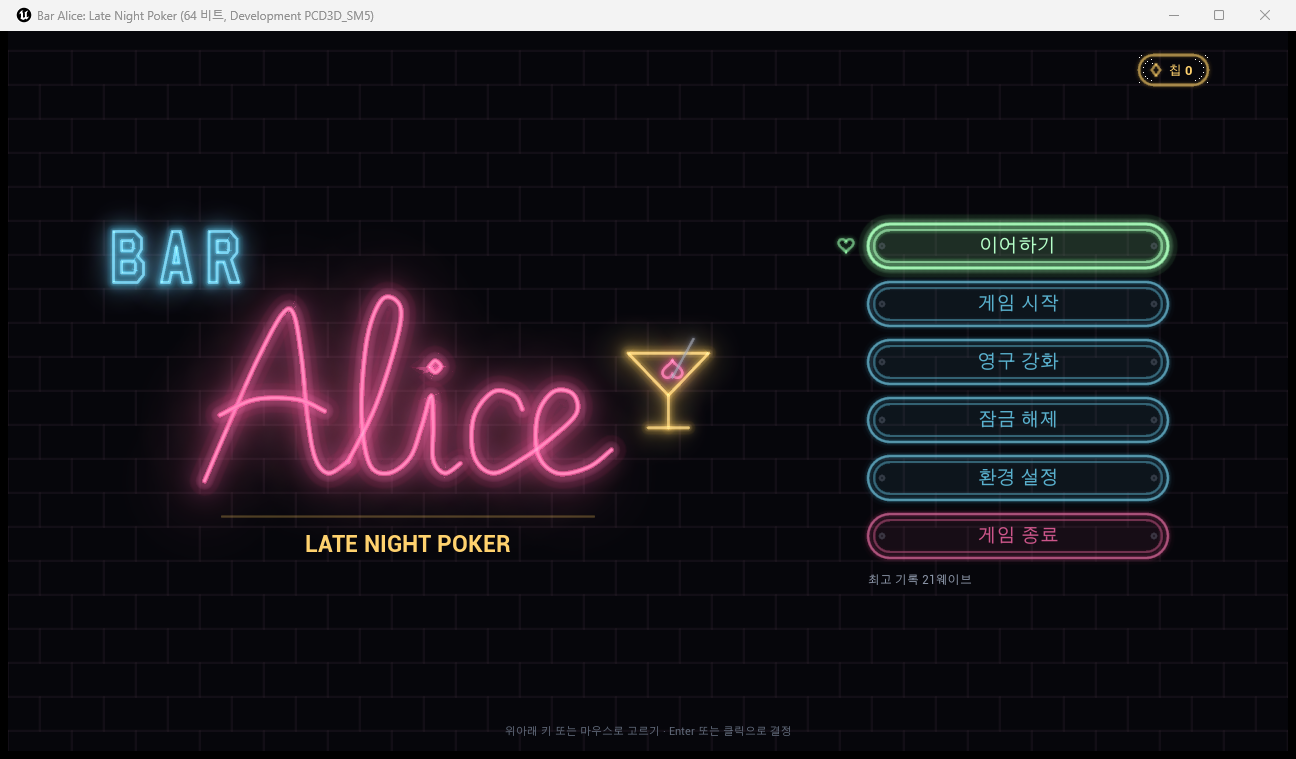 Bar Alice: Late Night Poker (64 비트, Development PCD3D_SM5)
칩 0
BAR
Alice
LATE NIGHT POKER
이어하기
게임 시작
영구 강화
잠금 해제
환경 설정
게임 종료
최고 기록 21웨이브
위아래 키 또는 마우스로 고르기 · Enter 또는 클릭으로 결정